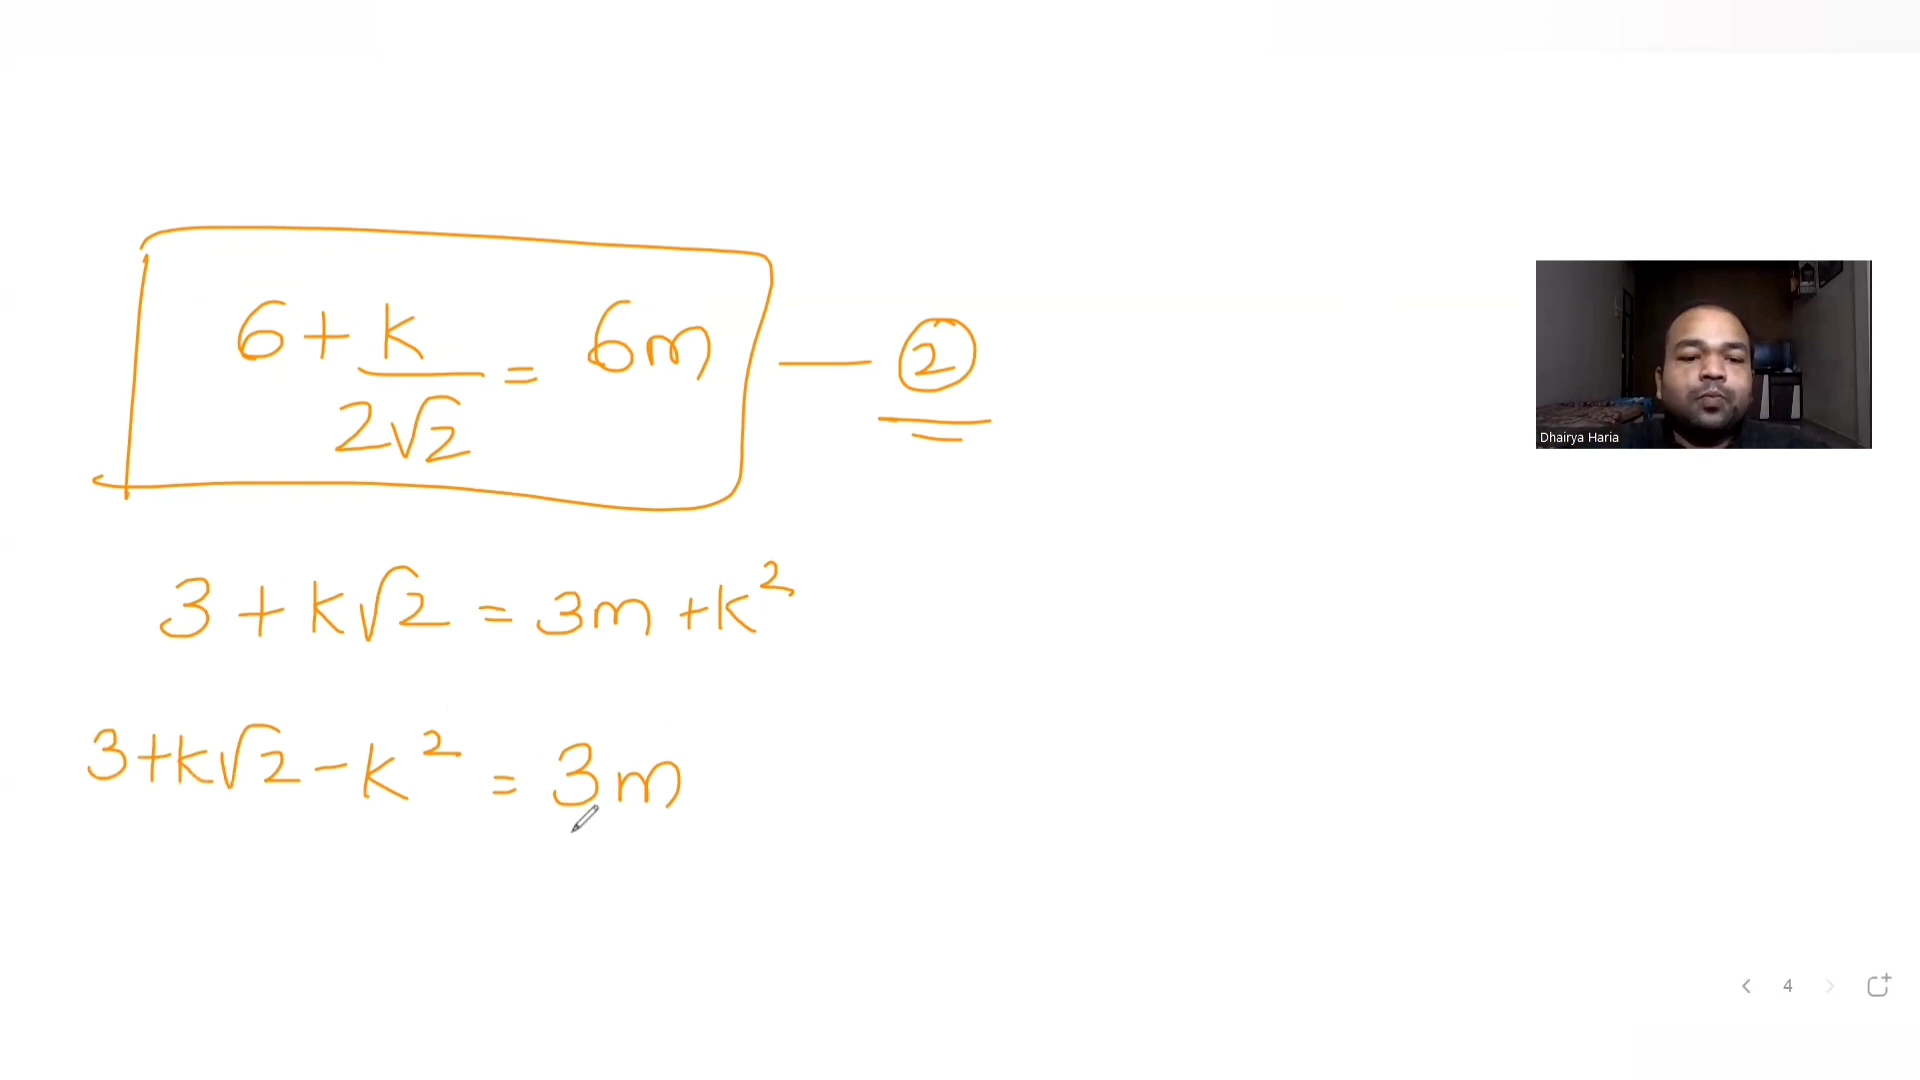 6 + k/2√2 = 6m — ②
3 + k√2 = 3m + k²
3+k√2 - k² = 3m
Dhairya Haria
4